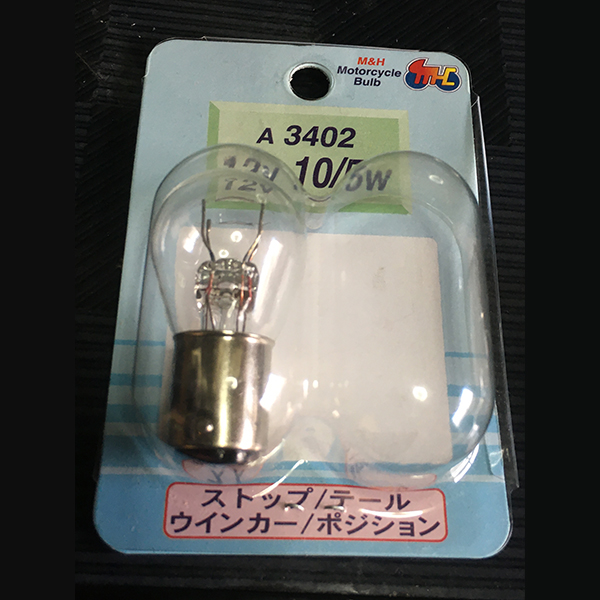 M&H
Motorcycle
Bulb
MHC
A 3402
12V 10/5W
ストップ/テール
ウインカー/ポジション